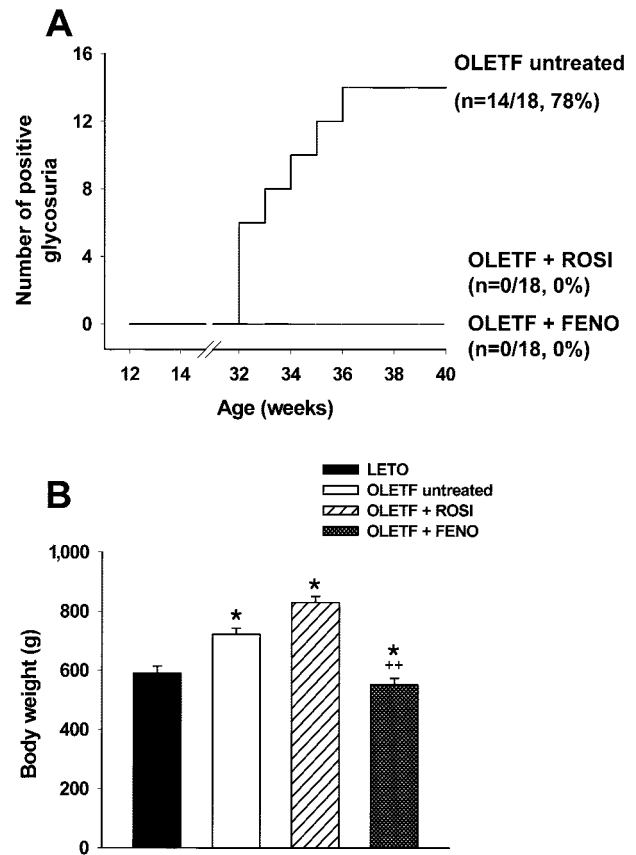 A
16
12
8
4
0
Number of positive
glycosuria
12 14 32 34 36 38 40
Age (weeks)
OLETF untreated
(n=14/18, 78%)
OLETF + ROSI
(n=0/18, 0%)
OLETF + FENO
(n=0/18, 0%)
B
LETO
OLETF untreated
OLETF + ROSI
OLETF + FENO
1,000
800
600
400
200
0
Body weight (g)
*
*
*
++